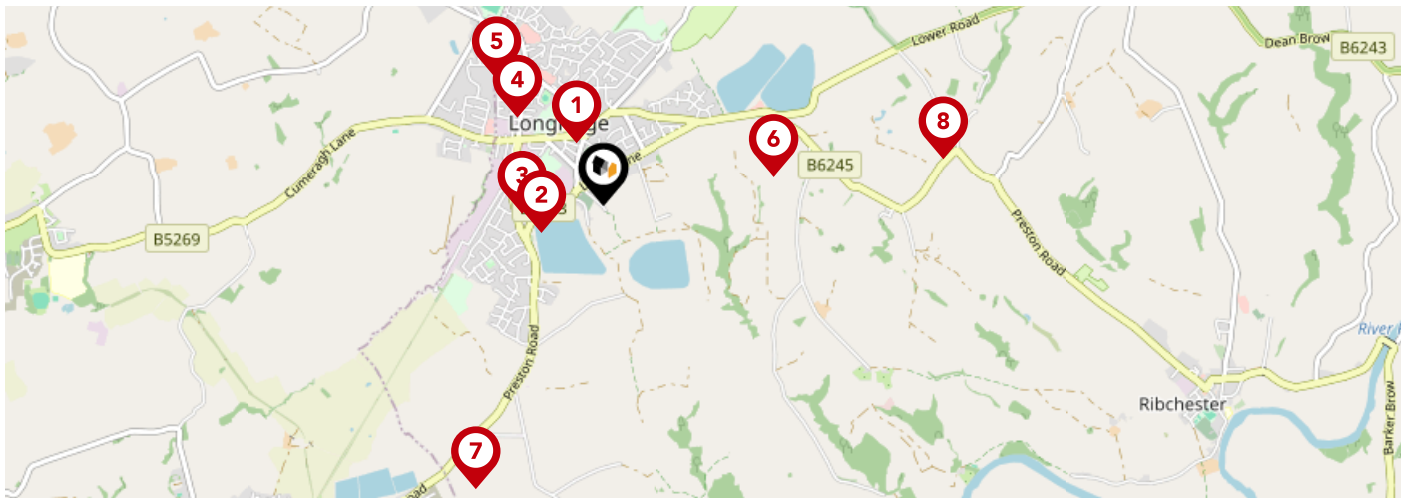 Lower Road
Dean Brow
B6243
5
4
1
Longridge
8
6
B6245
3
2
Cumeragh Lane
B5269
Preston Road
River
Preston Road
Ribchester
Barker Brow
7